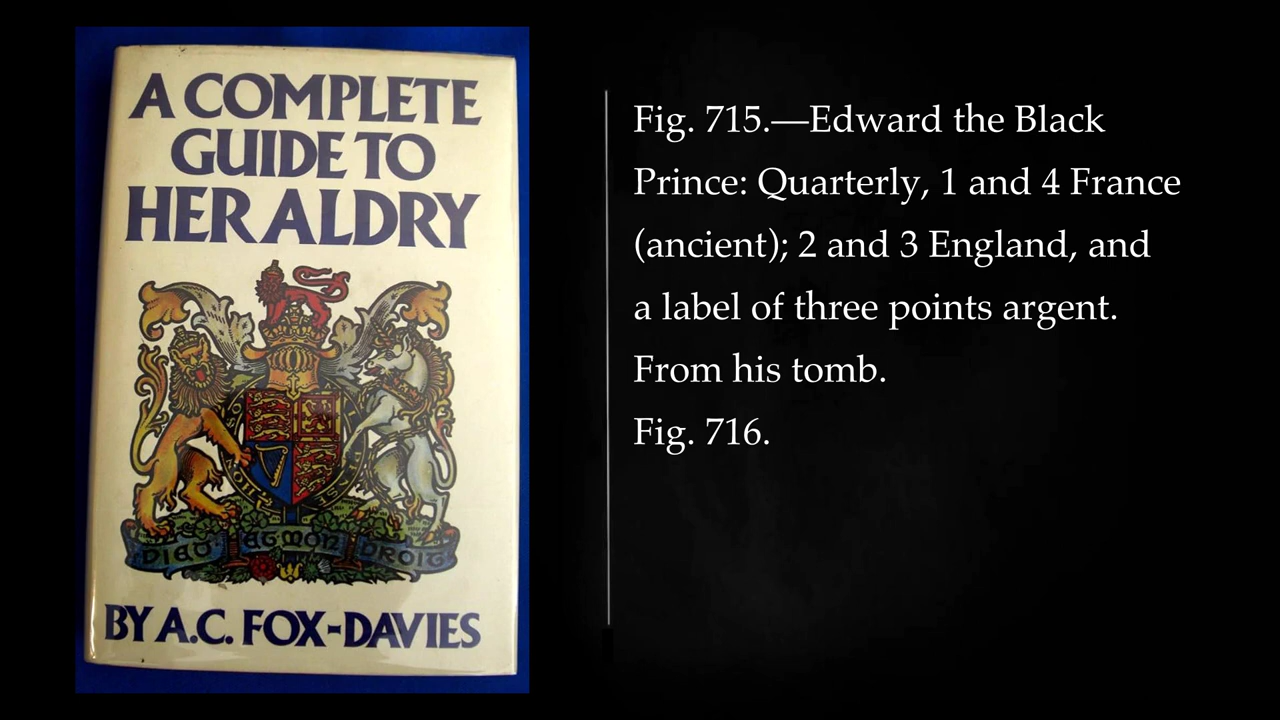 A COMPLETE
GUIDE TO
HERALDRY
DIEU ET MON DROIT
BY A.C. FOX-DAVIES
Fig. 715.—Edward the Black
Prince: Quarterly, 1 and 4 France
(ancient); 2 and 3 England, and
a label of three points argent.
From his tomb.
Fig. 716.